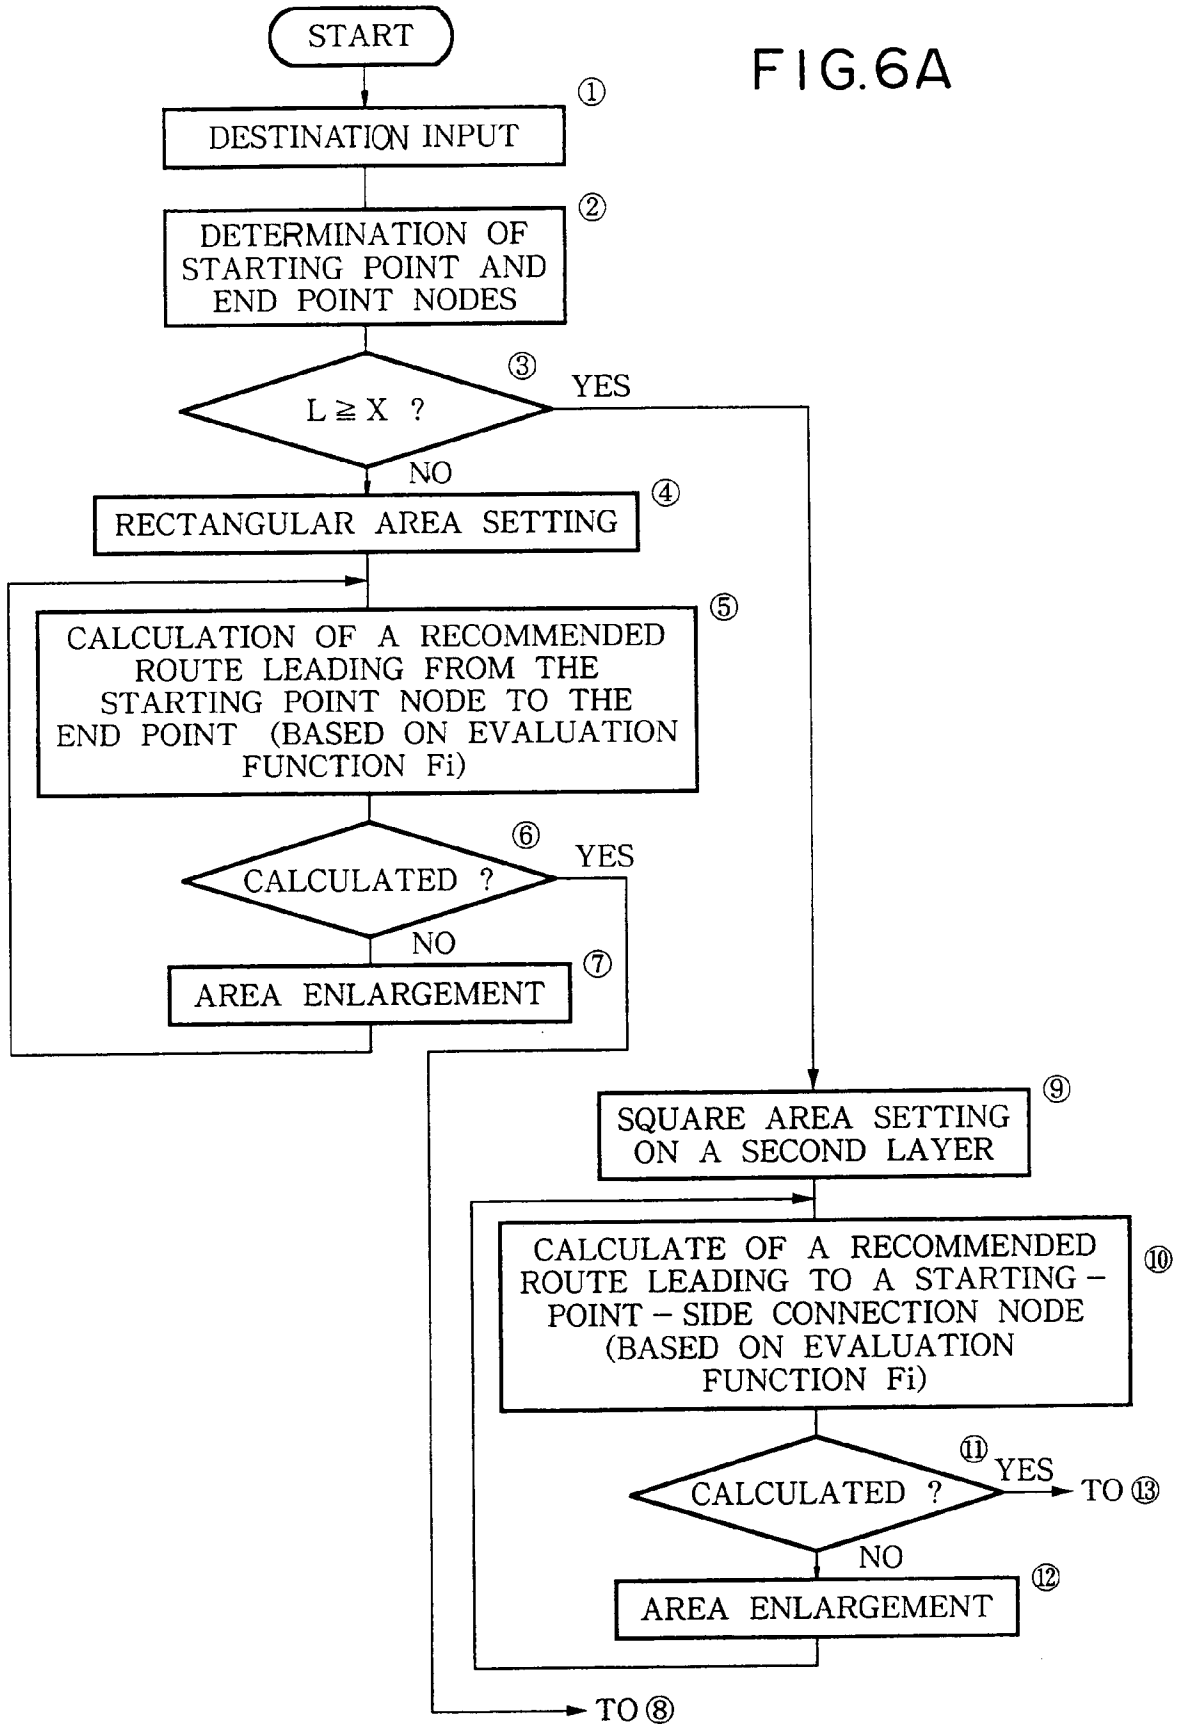 START
FIG.6A
①
DESTINATION INPUT
②
DETERMINATION OF
STARTING POINT AND
END POINT NODES
③
L ≧ X ?
YES
NO
④
RECTANGULAR AREA SETTING
⑤
CALCULATION OF A RECOMMENDED
ROUTE LEADING FROM THE
STARTING POINT NODE TO THE
END POINT (BASED ON EVALUATION
FUNCTION Fi)
⑥
CALCULATED ?
YES
NO
⑦
AREA ENLARGEMENT
⑨
SQUARE AREA SETTING
ON A SECOND LAYER
⑩
CALCULATE OF A RECOMMENDED
ROUTE LEADING TO A STARTING –
POINT – SIDE CONNECTION NODE
(BASED ON EVALUATION
FUNCTION Fi)
⑪
CALCULATED ?
YES
TO ⑬
NO
⑫
AREA ENLARGEMENT
TO ⑧